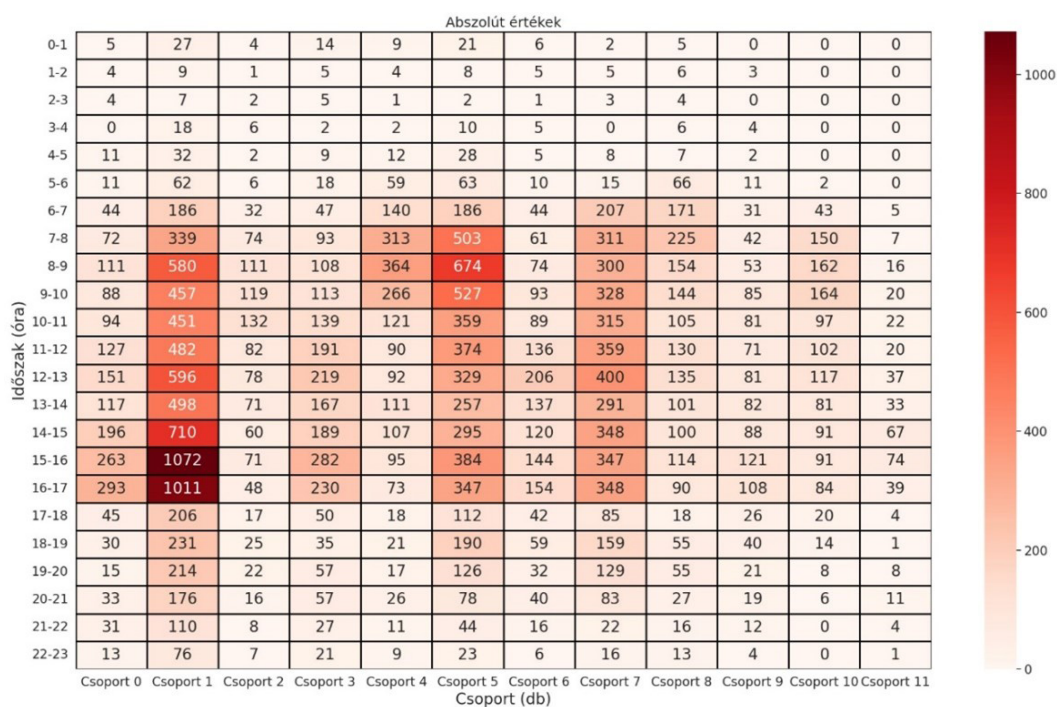 Abszolút értékek
0-1 5 27 4 14 9 21 6 2 5 0 0 0
1-2 4 9 1 5 4 8 5 5 6 3 0 0
2-3 4 7 2 5 1 2 1 3 4 0 0 0
3-4 0 18 6 2 2 10 5 0 6 4 0 0
4-5 11 32 2 9 12 28 5 8 7 2 0 0
5-6 11 62 6 18 59 63 10 15 66 11 2 0
6-7 44 186 32 47 140 186 44 207 171 31 43 5
7-8 72 339 74 93 313 503 61 311 225 42 150 7
8-9 111 580 111 108 364 674 74 300 154 53 162 16
9-10 88 457 119 113 266 527 93 328 144 85 164 20
10-11 94 451 132 139 121 359 89 315 105 81 97 22
11-12 127 482 82 191 90 374 136 359 130 71 102 20
12-13 151 596 78 219 92 329 206 400 135 81 117 37
13-14 117 498 71 167 111 257 137 291 101 82 81 33
14-15 196 710 60 189 107 295 120 348 100 88 91 67
15-16 263 1072 71 282 95 384 144 347 114 121 91 74
16-17 293 1011 48 230 73 347 154 348 90 108 84 39
17-18 45 206 17 50 18 112 42 85 18 26 20 4
18-19 30 231 25 35 21 190 59 159 55 40 14 1
19-20 15 214 22 57 17 126 32 129 55 21 8 8
20-21 33 176 16 57 26 78 40 83 27 19 6 11
21-22 31 110 8 27 11 44 16 22 16 12 0 4
22-23 13 76 7 21 9 23 6 16 13 4 0 1
Csoport 0 Csoport 1 Csoport 2 Csoport 3 Csoport 4 Csoport 5 Csoport 6 Csoport 7 Csoport 8 Csoport 9 Csoport 10 Csoport 11
Csoport (db)
Időszak (óra)
1000
800
600
400
200
0